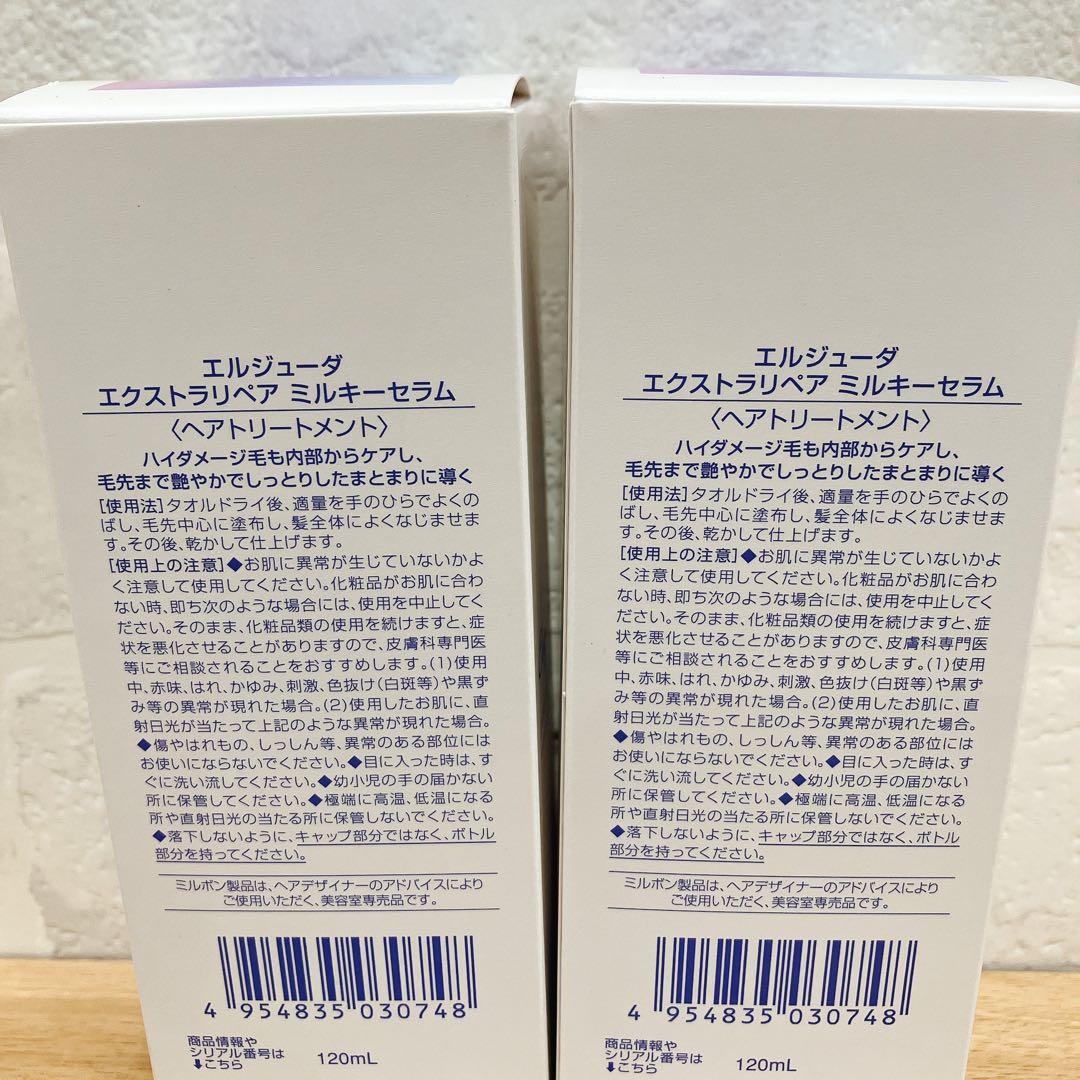 エルジューダ
エクストラリペア ミルキーセラム
〈ヘアトリートメント〉
ハイダメージ毛も内部からケアし、
毛先まで艶やかでしっとりしたまとまりに導く
[使用法]タオルドライ後、適量を手のひらでよくの
ばし、毛先中心に塗布し、髪全体によくなじませま
す。その後、乾かして仕上げます。
[使用上の注意]◆お肌に異常が生じていないかよ
く注意して使用してください。化粧品がお肌に合わ
ない時、即ち次のような場合には、使用を中止してく
ださい。そのまま、化粧品類の使用を続けますと、症
状を悪化させることがありますので、皮膚科専門医
等にご相談されることをおすすめします。(1)使用
中、赤味、はれ、かゆみ、刺激、色抜け(白斑等)や黒ず
み等の異常が現れた場合。(2)使用したお肌に、直
射日光が当たって上記のような異常が現れた場合。
◆傷やはれもの、しっしん等、異常のある部位には
お使いにならないでください。◆目に入った時は、す
ぐに洗い流してください。◆幼小児の手の届かない
所に保管してください。◆極端に高温、低温になる
所や直射日光の当たる所に保管しないでください。
◆落下しないように、キャップ部分ではなく、ボトル
部分を持ってください。
ミルボン製品は、ヘアデザイナーのアドバイスにより
ご使用いただく、美容室専売品です。
4 954835 030748
商品情報や
シリアル番号は
⬇こちら
120mL
エルジューダ
エクストラリペア ミルキーセラム
〈ヘアトリートメント〉
ハイダメージ毛も内部からケアし、
毛先まで艶やかでしっとりしたまとまりに導く
[使用法]タオルドライ後、適量を手のひらでよくの
ばし、毛先中心に塗布し、髪全体によくなじませま
す。その後、乾かして仕上げます。
[使用上の注意]◆お肌に異常が生じていないかよ
く注意して使用してください。化粧品がお肌に合わ
ない時、即ち次のような場合には、使用を中止してく
ださい。そのまま、化粧品類の使用を続けますと、症
状を悪化させることがありますので、皮膚科専門医
等にご相談されることをおすすめします。(1)使用
中、赤味、はれ、かゆみ、刺激、色抜け(白斑等)や黒ず
み等の異常が現れた場合。(2)使用したお肌に、直
射日光が当たって上記のような異常が現れた場合。
◆傷やはれもの、しっしん等、異常のある部位には
お使いにならないでください。◆目に入った時は、す
ぐに洗い流してください。◆幼小児の手の届かない
所に保管してください。◆極端に高温、低温になる
所や直射日光の当たる所に保管しないでください。
◆落下しないように、キャップ部分ではなく、ボトル
部分を持ってください。
ミルボン製品は、ヘアデザイナーのアドバイスにより
ご使用いただく、美容室専売品です。
4 954835 030748
商品情報や
シリアル番号は
⬇こちら
120mL